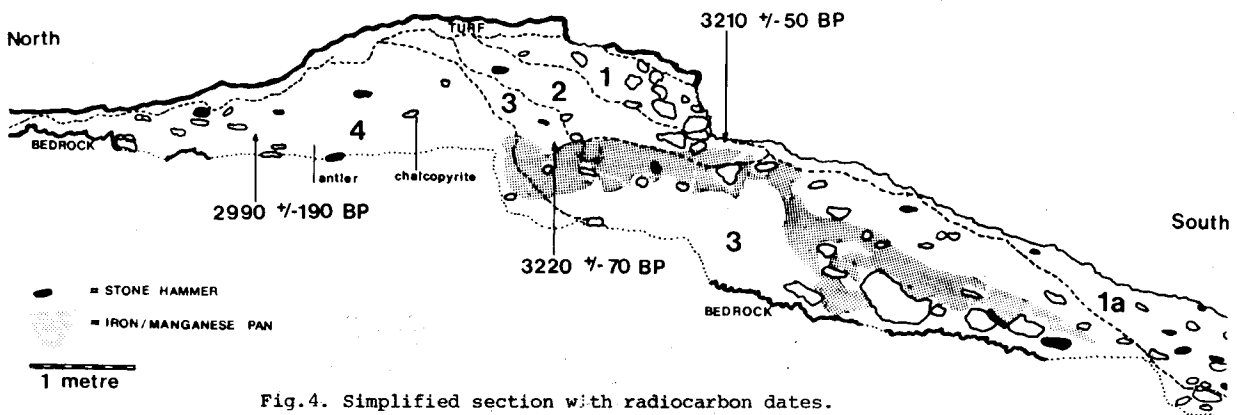 3210 +/-50 BP
North
TURF
1
2
3
4
BEDROCK
antler
chalcopyrite
2990 +/-190 BP
3220 +/-70 BP
3
South
1a
BEDROCK
= STONE HAMMER
= IRON/MANGANESE PAN
1 metre
Fig.4. Simplified section with radiocarbon dates.